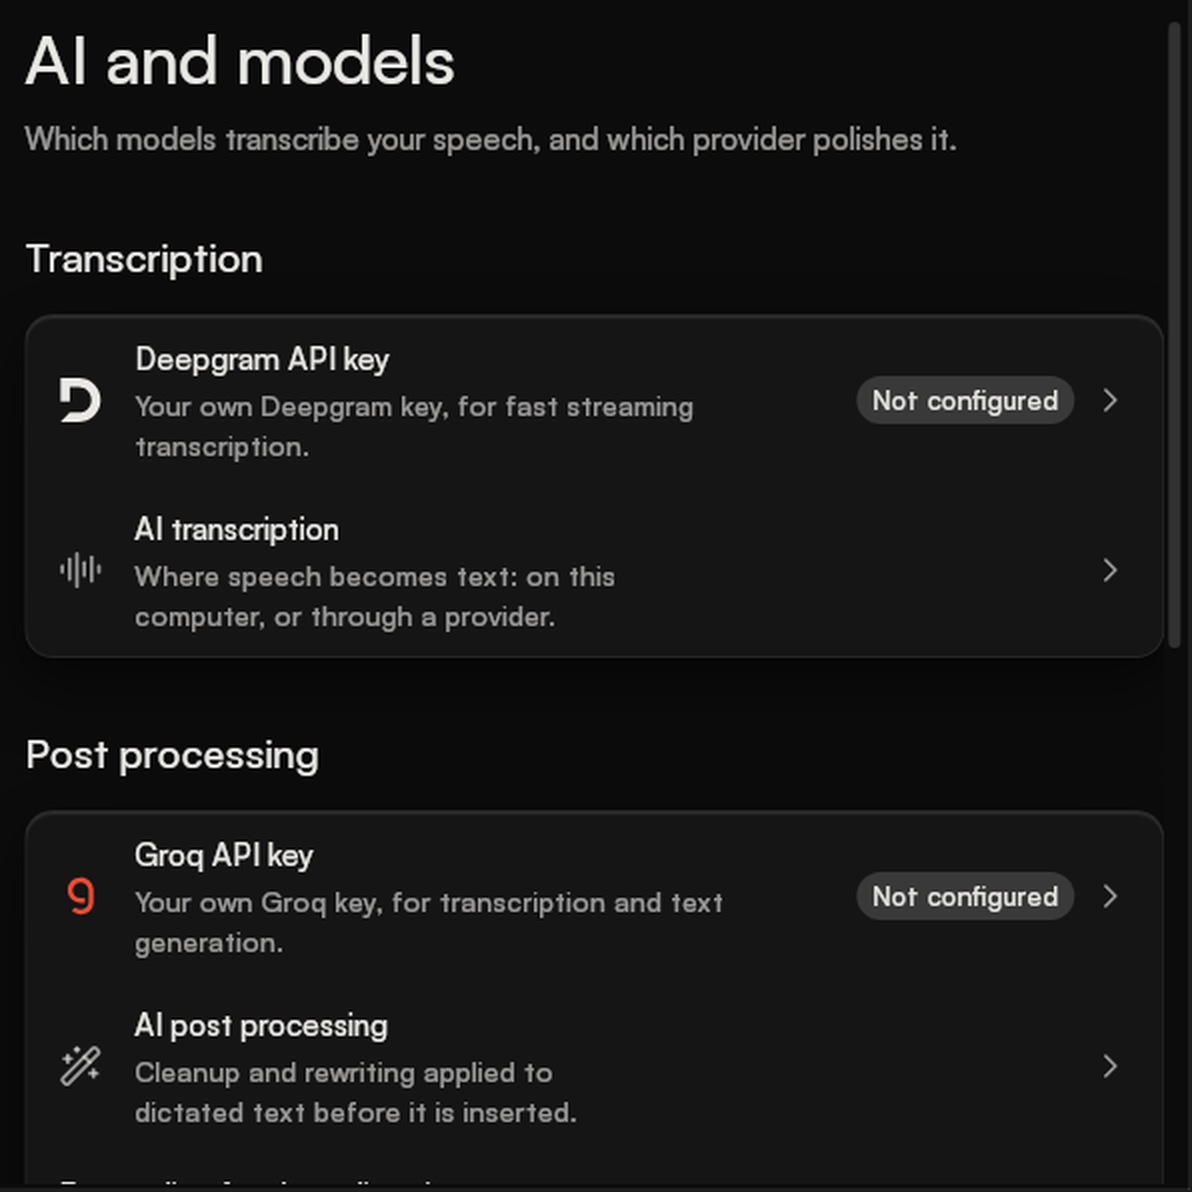 AI and models
Which models transcribe your speech, and which provider polishes it.
Transcription
Deepgram API key
Your own Deepgram key, for fast streaming
transcription.
Not configured
AI transcription
Where speech becomes text: on this
computer, or through a provider.
Post processing
Groq API key
Your own Groq key, for transcription and text
generation.
Not configured
AI post processing
Cleanup and rewriting applied to
dictated text before it is inserted.